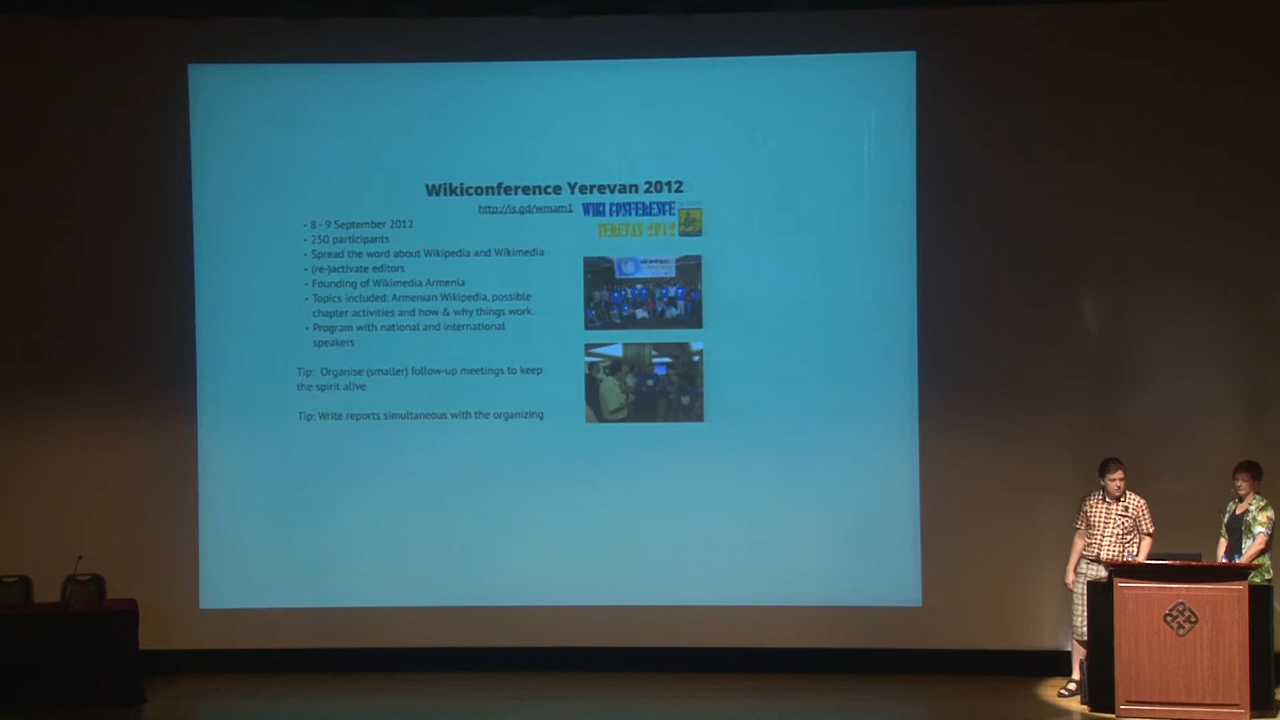 Wikiconference Yerevan 2012
http://is.gd/wmam1
WIKI CONFERENCE
YEREVAN 2012
• 8 - 9 September 2012
• 250 participants
• Spread the word about Wikipedia and Wikimedia
• (re-)activate editors
• Founding of Wikimedia Armenia
• Topics included: Armenian Wikipedia, possible
chapter activities and how & why things work.
• Program with national and international
speakers
Tip: Organise (smaller) follow-up meetings to keep
the spirit alive
Tip: Write reports simultaneous with the organizing